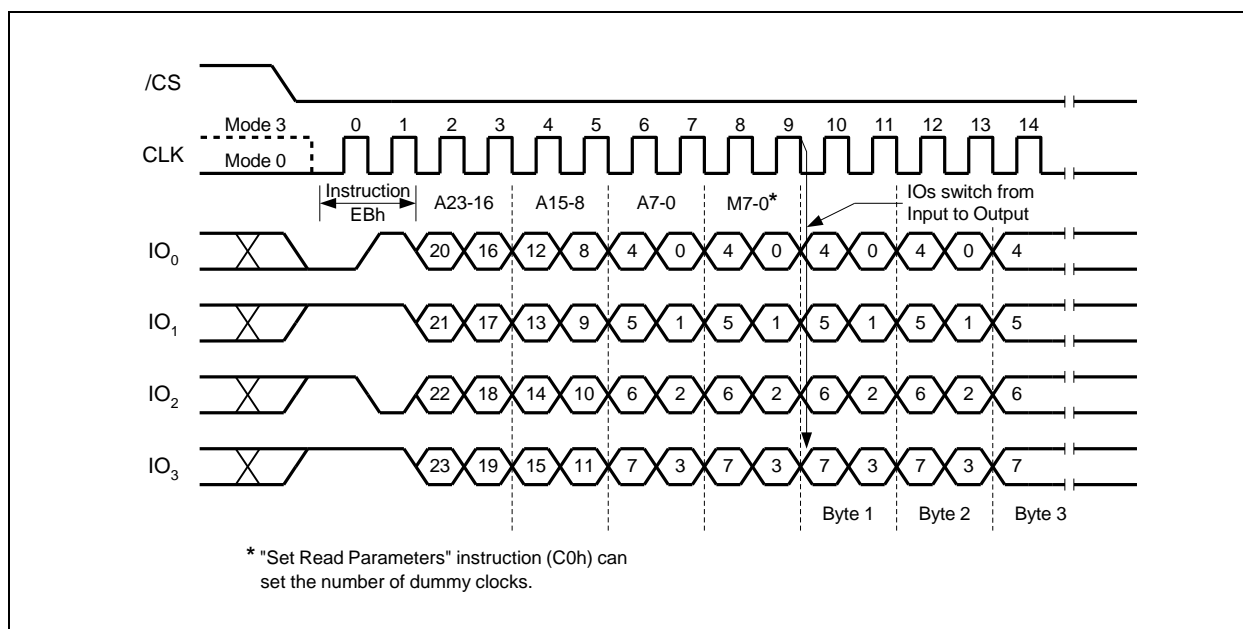 /CS
Mode 3 0 1 2 3 4 5 6 7 8 9 10 11 12 13 14
CLK
Mode 0
Instruction A23-16 A15-8 A7-0 M7-0* IOs switch from
EBh Input to Output
IO0 20 16 12 8 4 0 4 0 4 0 4 0 4
IO1 21 17 13 9 5 1 5 1 5 1 5 1 5
IO2 22 18 14 10 6 2 6 2 6 2 6 2 6
IO3 23 19 15 11 7 3 7 3 7 3 7 3 7
Byte 1 Byte 2 Byte 3
* "Set Read Parameters" instruction (C0h) can
set the number of dummy clocks.